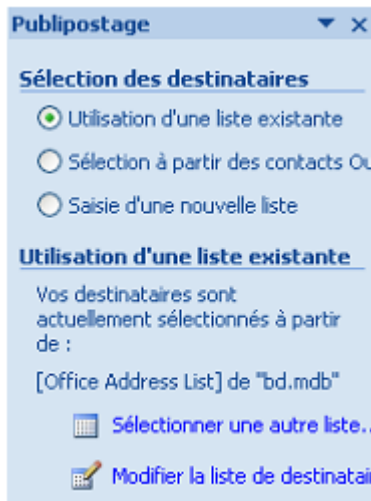 Publipostage
Sélection des destinataires
Utilisation d'une liste existante
Sélection à partir des contacts Ou
Saisie d'une nouvelle liste
Utilisation d'une liste existante
Vos destinataires sont
actuellement sélectionnés à partir
de :
[Office Address List] de "bd.mdb"
Sélectionner une autre liste..
Modifier la liste de destinatai